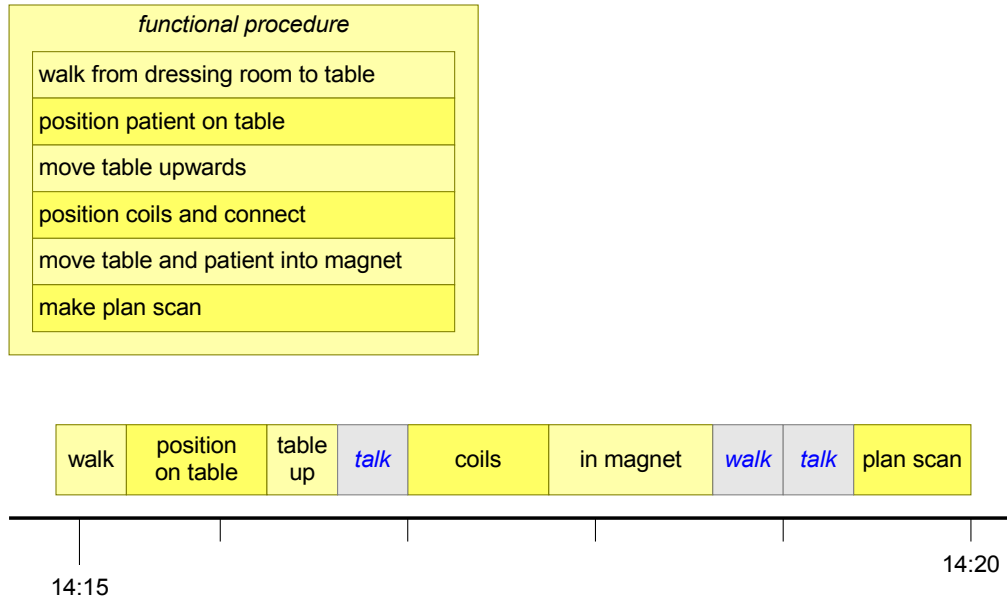 functional procedure
walk from dressing room to table
position patient on table
move table upwards
position coils and connect
move table and patient into magnet
make plan scan
walk
position
on table
table
up
talk
coils
in magnet
walk
talk
plan scan
14:15
14:20